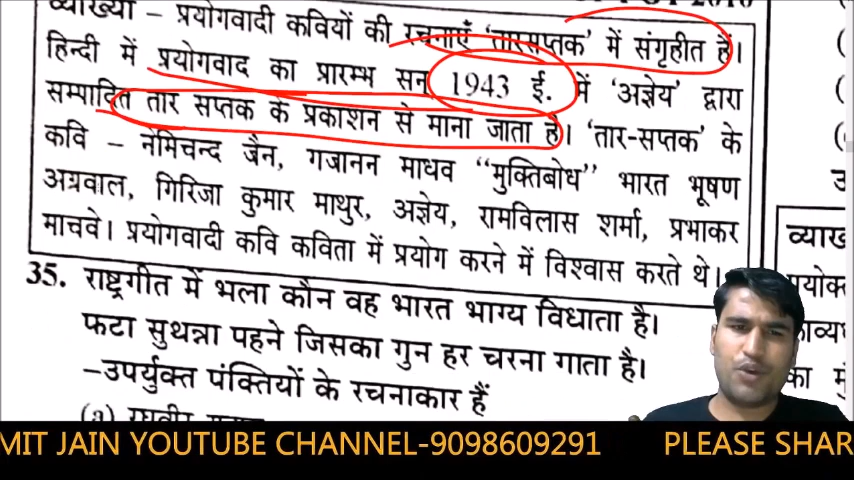 व्याख्या – प्रयोगवादी कवियों की रचनाएँ 'तारसप्तक' में संगृहीत हैं।
हिन्दी में प्रयोगवाद का प्रारम्भ सन् 1943 ई. में 'अज्ञेय' द्वारा
सम्पादित तार सप्तक के प्रकाशन से माना जाता है। 'तार-सप्तक' के
कवि – नेमिचन्द जैन, गजानन माधव "मुक्तिबोध" भारत भूषण
अग्रवाल, गिरिजा कुमार माथुर, अज्ञेय, रामविलास शर्मा, प्रभाकर
माचवे। प्रयोगवादी कवि कविता में प्रयोग करने में विश्वास करते थे।
35. राष्ट्रगीत में भला कौन वह भारत भाग्य विधाता है।
फटा सुथन्ना पहने जिसका गुन हर चरना गाता है।
–उपर्युक्त पंक्तियों के रचनाकार हैं
(a) रघुवीर
MIT JAIN YOUTUBE CHANNEL-9098609291 PLEASE SHAR